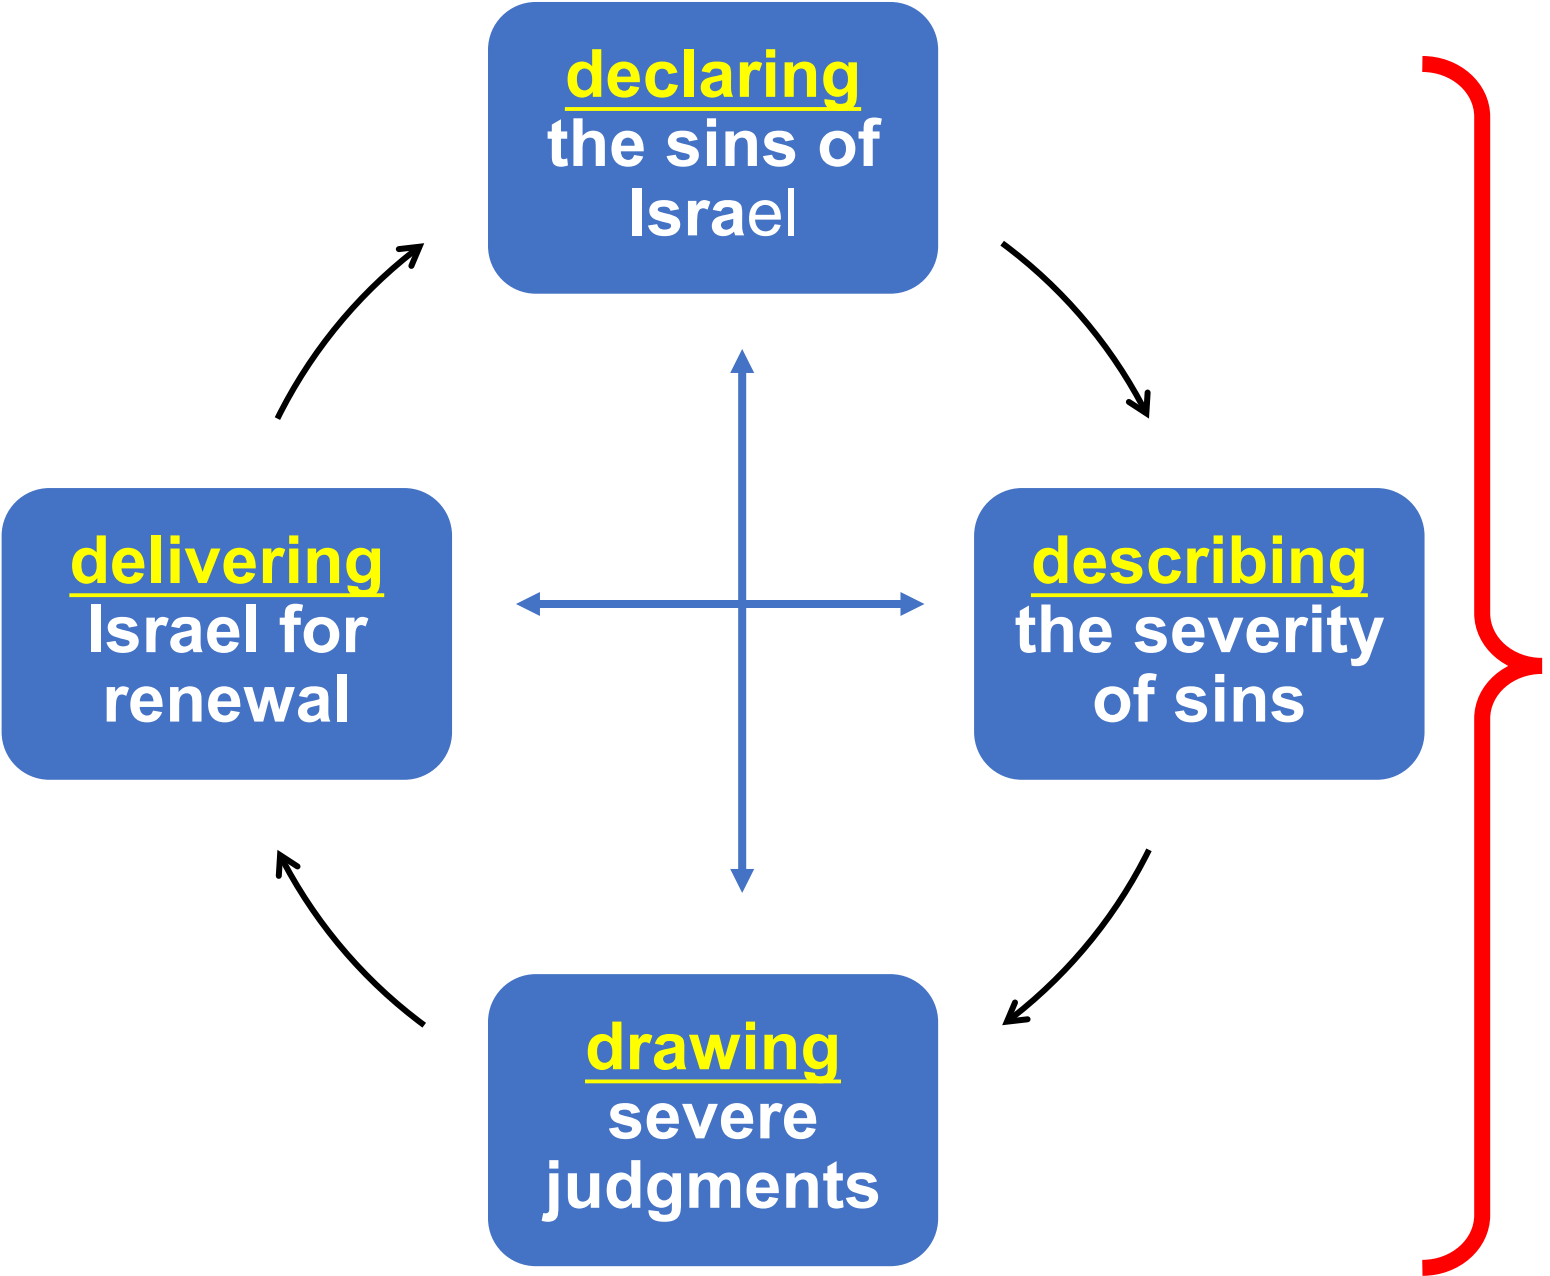 declaring
the sins of
Israel
describing
the severity
of sins
drawing
severe
judgments
delivering
Israel for
renewal